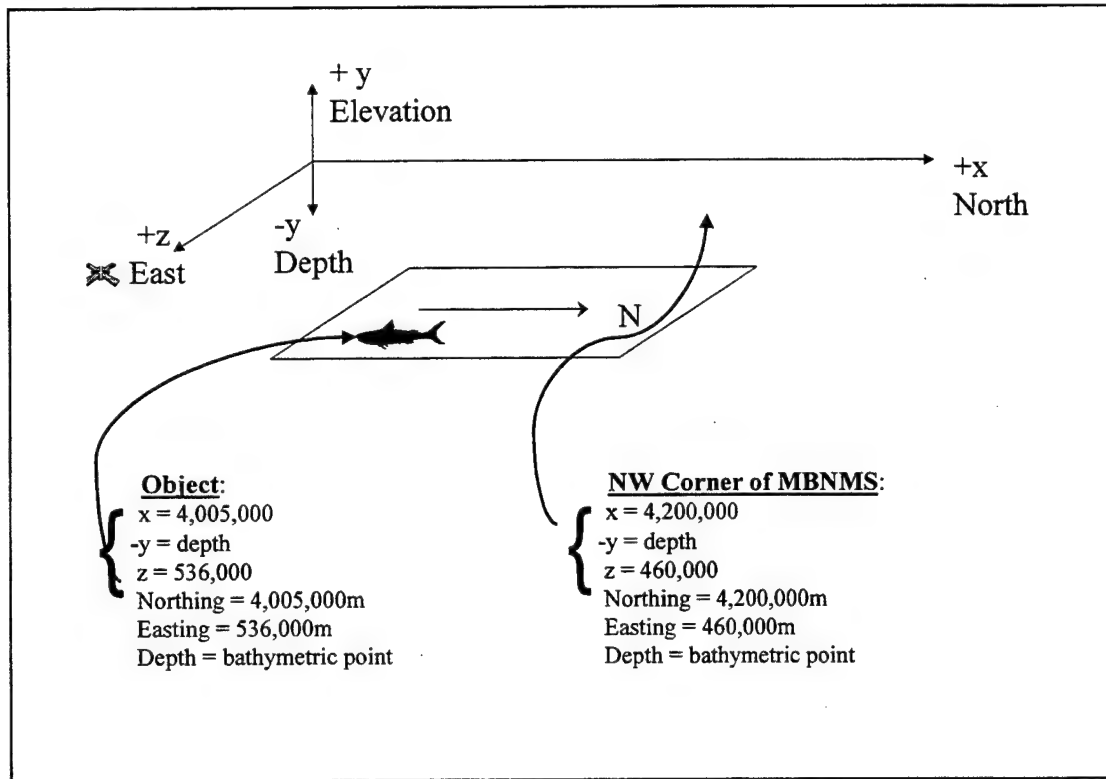 + y
Elevation
+x
North
+z
East
-y
Depth
N
Object:
x = 4,005,000
-y = depth
z = 536,000
Northing = 4,005,000m
Easting = 536,000m
Depth = bathymetric point
NW Corner of MBNMS:
x = 4,200,000
-y = depth
z = 460,000
Northing = 4,200,000m
Easting = 460,000m
Depth = bathymetric point